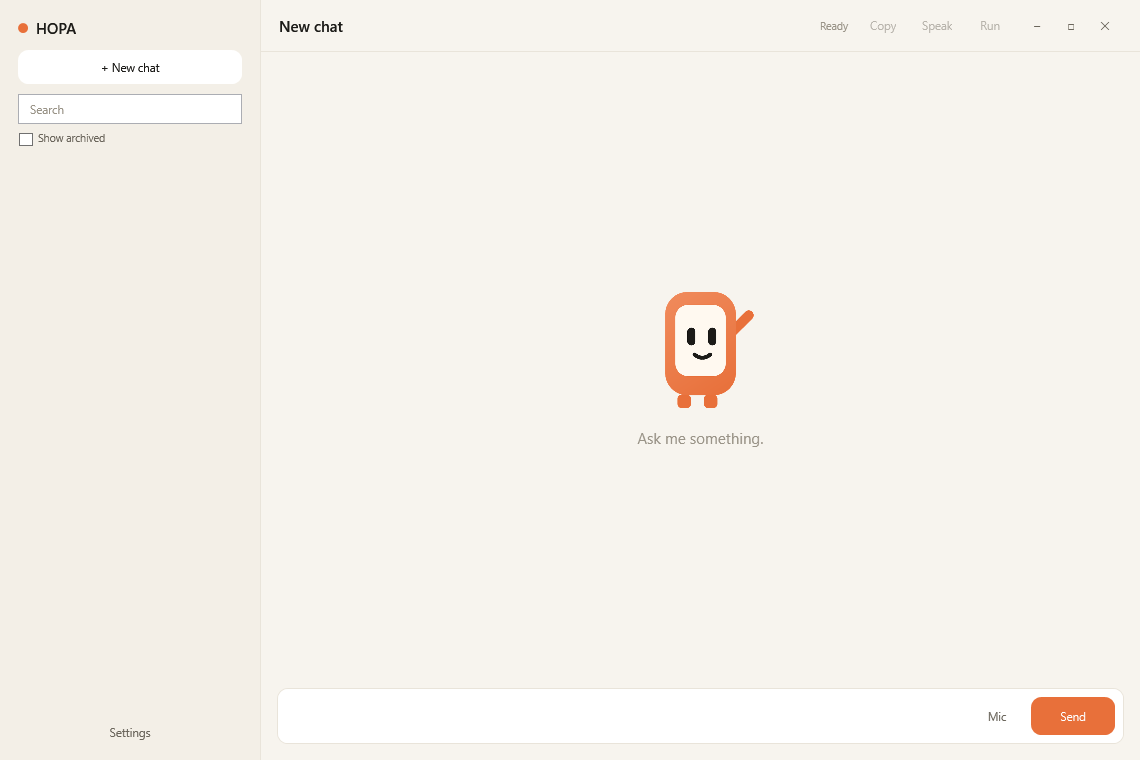 HOPA
+ New chat
Search
Show archived
Settings
New chat
Ready Copy Speak Run
Ask me something.
Mic Send